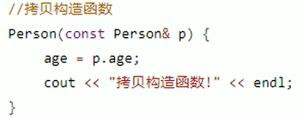 //拷贝构造函数
Person(const Person& p) {
    age = p.age;
    cout << "拷贝构造函数!" << endl;
}